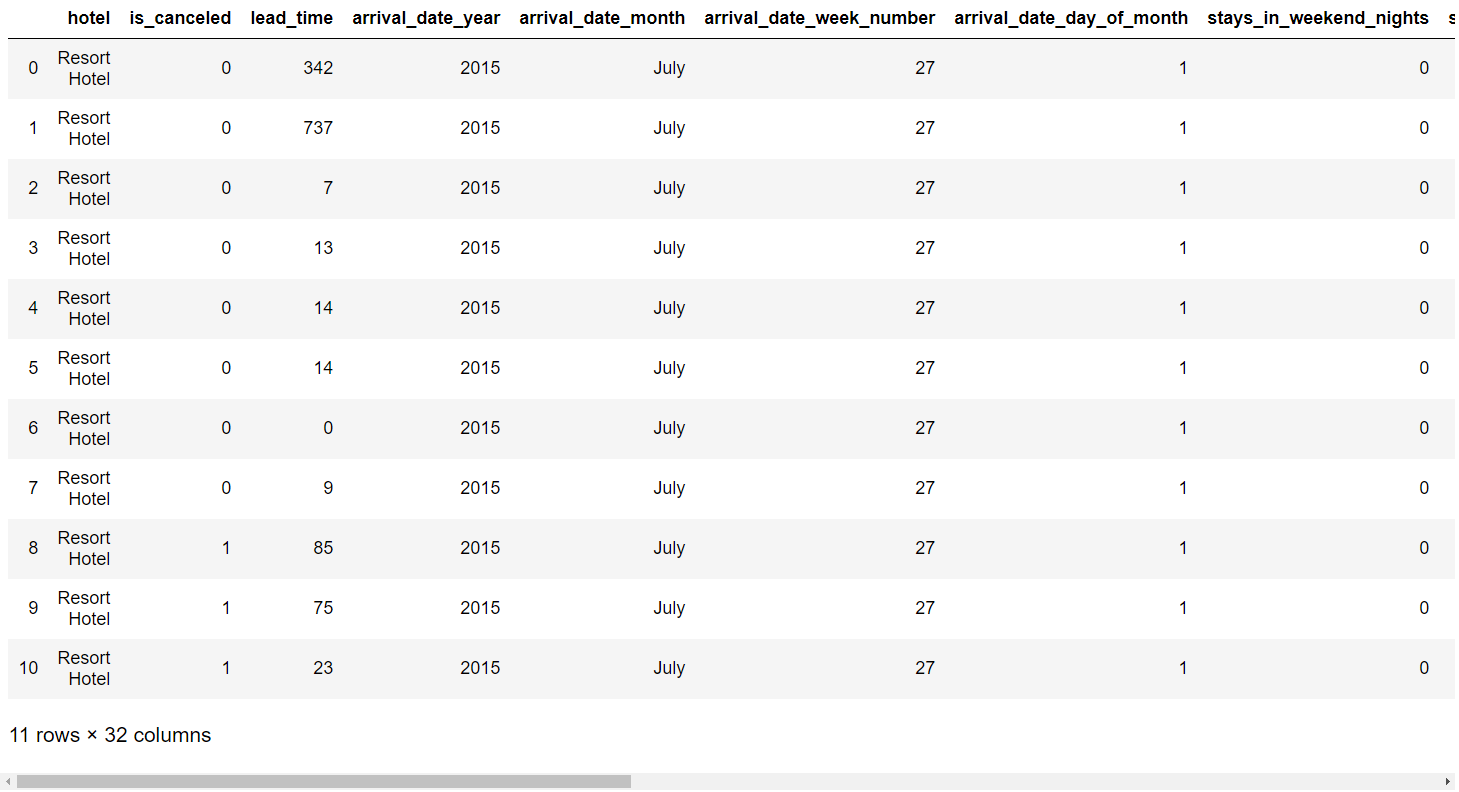 hotel is_canceled lead_time arrival_date_year arrival_date_month arrival_date_week_number arrival_date_day_of_month stays_in_weekend_nights s
0 Resort Hotel 0 342 2015 July 27 1 0
1 Resort Hotel 0 737 2015 July 27 1 0
2 Resort Hotel 0 7 2015 July 27 1 0
3 Resort Hotel 0 13 2015 July 27 1 0
4 Resort Hotel 0 14 2015 July 27 1 0
5 Resort Hotel 0 14 2015 July 27 1 0
6 Resort Hotel 0 0 2015 July 27 1 0
7 Resort Hotel 0 9 2015 July 27 1 0
8 Resort Hotel 1 85 2015 July 27 1 0
9 Resort Hotel 1 75 2015 July 27 1 0
10 Resort Hotel 1 23 2015 July 27 1 0
11 rows × 32 columns